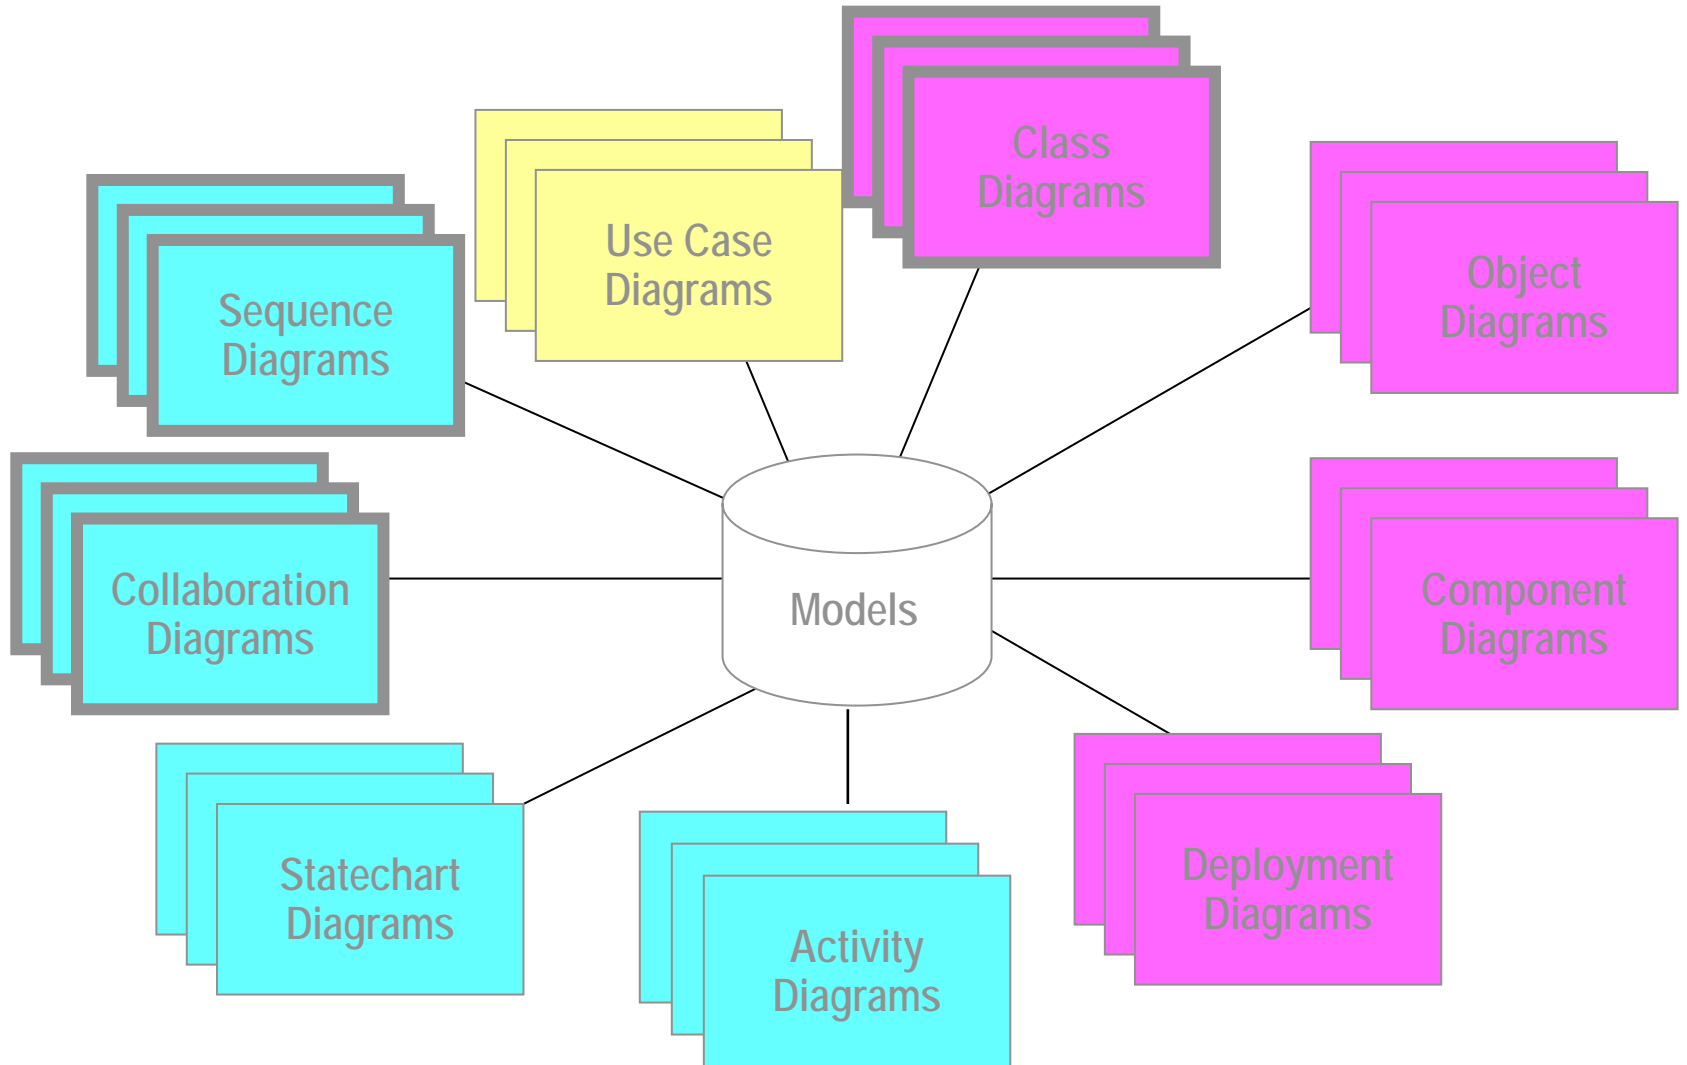 Class
Diagrams
Use Case
Diagrams
Object
Diagrams
Sequence
Diagrams
Collaboration
Diagrams
Models
Component
Diagrams
Statechart
Diagrams
Activity
Diagrams
Deployment
Diagrams